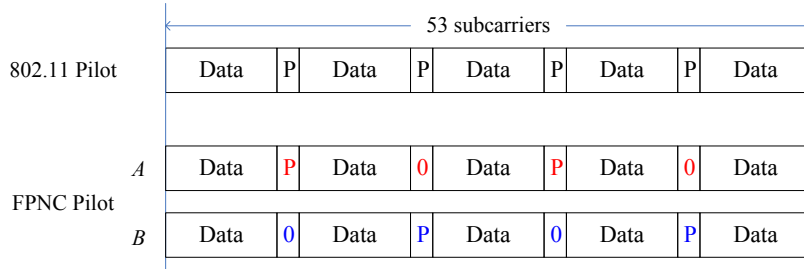 53 subcarriers
802.11 Pilot Data P Data P Data P Data P Data
A Data P Data 0 Data P Data 0 Data
FPNC Pilot
B Data 0 Data P Data 0 Data P Data